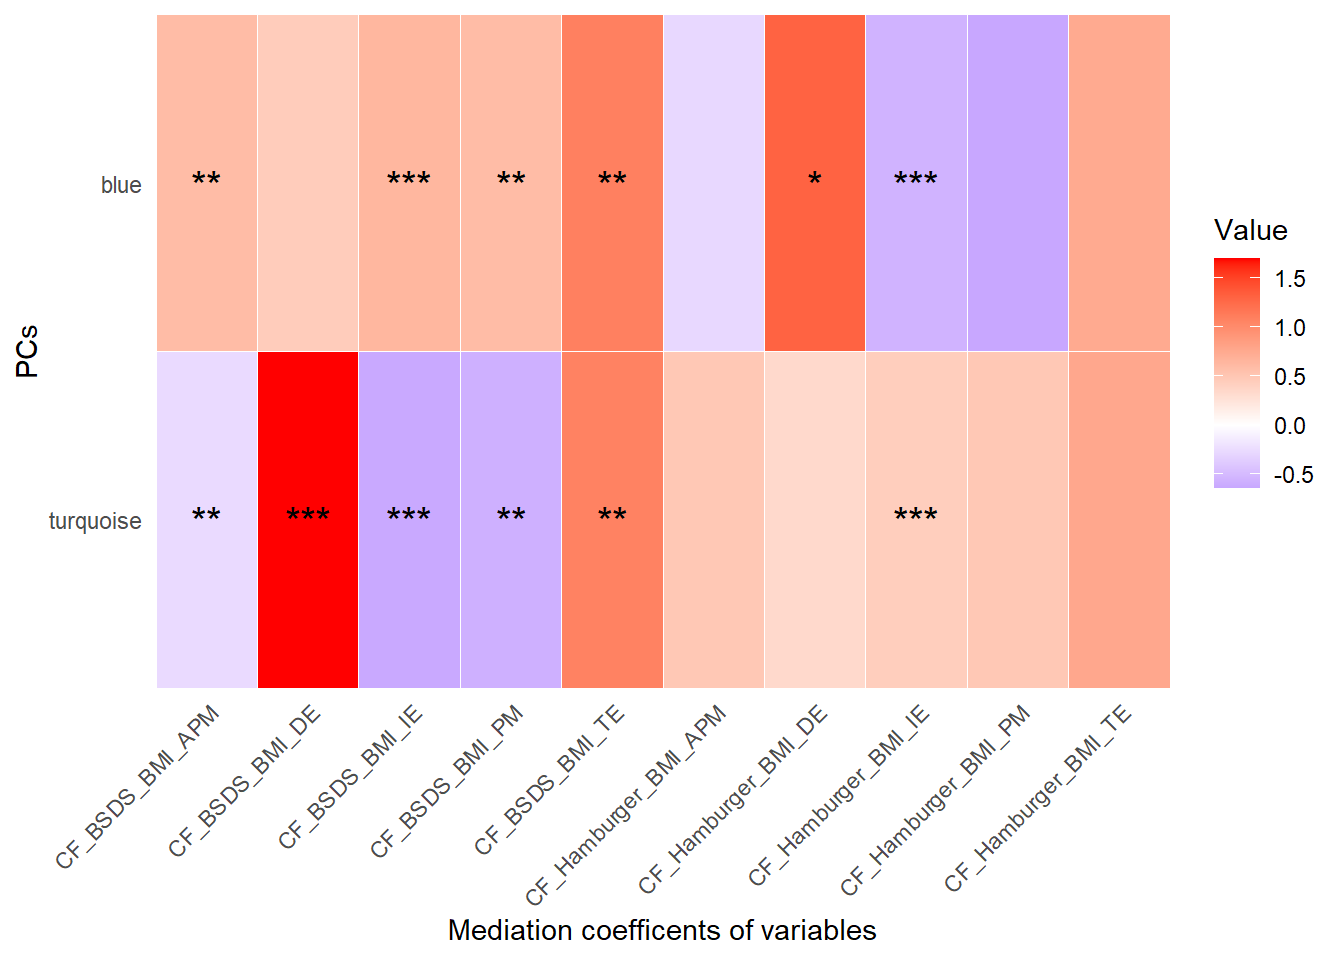 PCs
blue
turquoise
** *** ** ** * ***
** *** *** ** ** ***
CF_BSDS_BMI_APM
CF_BSDS_BMI_DE
CF_BSDS_BMI_IE
CF_BSDS_BMI_PM
CF_BSDS_BMI_TE
CF_Hamburger_BMI_APM
CF_Hamburger_BMI_DE
CF_Hamburger_BMI_IE
CF_Hamburger_BMI_PM
CF_Hamburger_BMI_TE
Mediation coefficents of variables
Value
1.5
1.0
0.5
0.0
-0.5